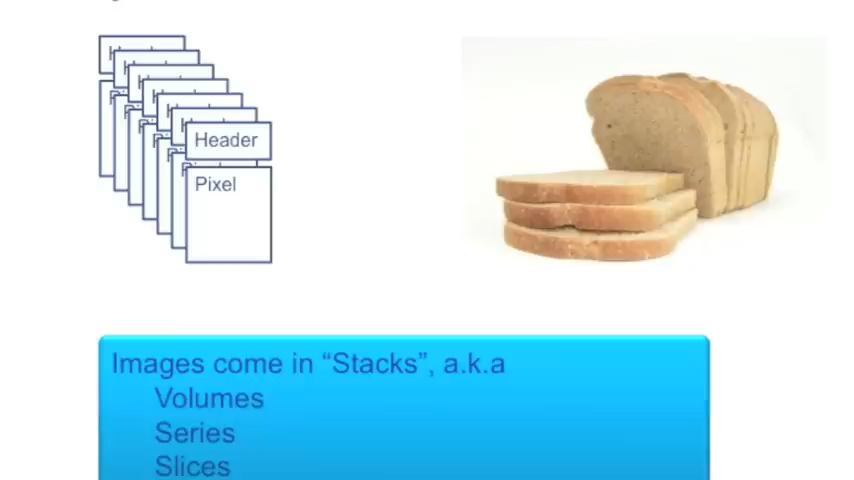 Header
Pixel
Images come in “Stacks”, a.k.a
Volumes
Series
Slices